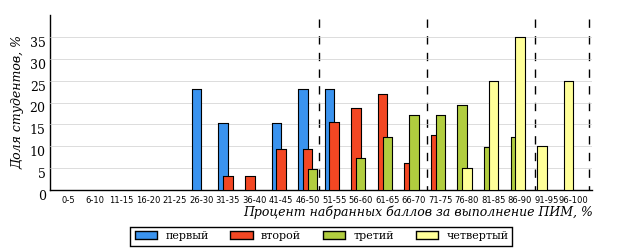 Доля студентов, %
35
30
25
20
15
10
5
0
0-5 6-10 11-15 16-20 21-25 26-30 31-35 36-40 41-45 46-50 51-55 56-60 61-65 66-70 71-75 76-80 81-85 86-90 91-95 96-100
Процент набранных баллов за выполнение ПИМ, %
первый второй третий четвертый